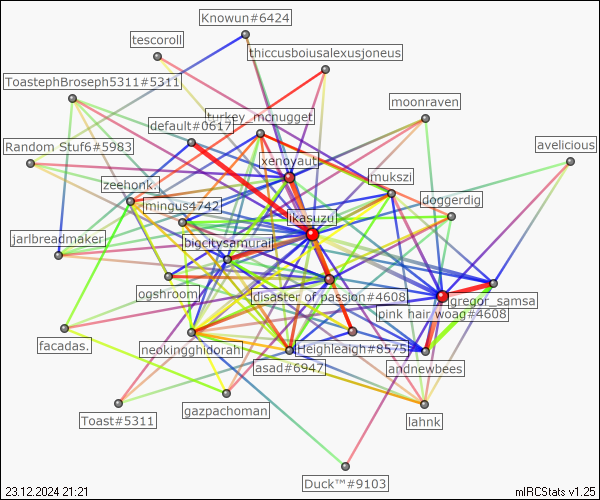 Knowun#6424
tescoroll
thiccusboiusalexusjoneus
ToastephBroseph5311#5311
moonraven
turkey_mcnugget
default#0617
avelicious
Random Stuf6#5983
xenoyaut.
mukszi
zeehonk.
doggerdig
mingus4742
ikasuzu
jarlbreadmaker
bigcitysamurai
ogshroom
disaster of passion#4608
gregor_samsa
pink hair woag#4608
facadas.
neokingghidorah
Heighleaigh#8575
asad#6947
andrewbees
gazpachoman
Toast#5311
lahnk
Duck™#9103
23.12.2024 21:21
mIRCStats v1.25